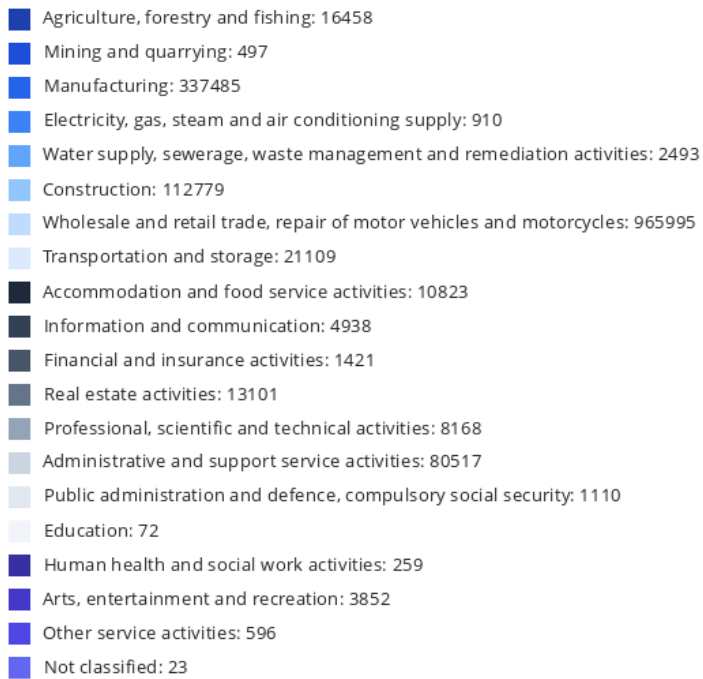 Agriculture, forestry and fishing: 16458
Mining and quarrying: 497
Manufacturing: 337485
Electricity, gas, steam and air conditioning supply: 910
Water supply, sewerage, waste management and remediation activities: 2493
Construction: 112779
Wholesale and retail trade, repair of motor vehicles and motorcycles: 965995
Transportation and storage: 21109
Accommodation and food service activities: 10823
Information and communication: 4938
Financial and insurance activities: 1421
Real estate activities: 13101
Professional, scientific and technical activities: 8168
Administrative and support service activities: 80517
Public administration and defence, compulsory social security: 1110
Education: 72
Human health and social work activities: 259
Arts, entertainment and recreation: 3852
Other service activities: 596
Not classified: 23